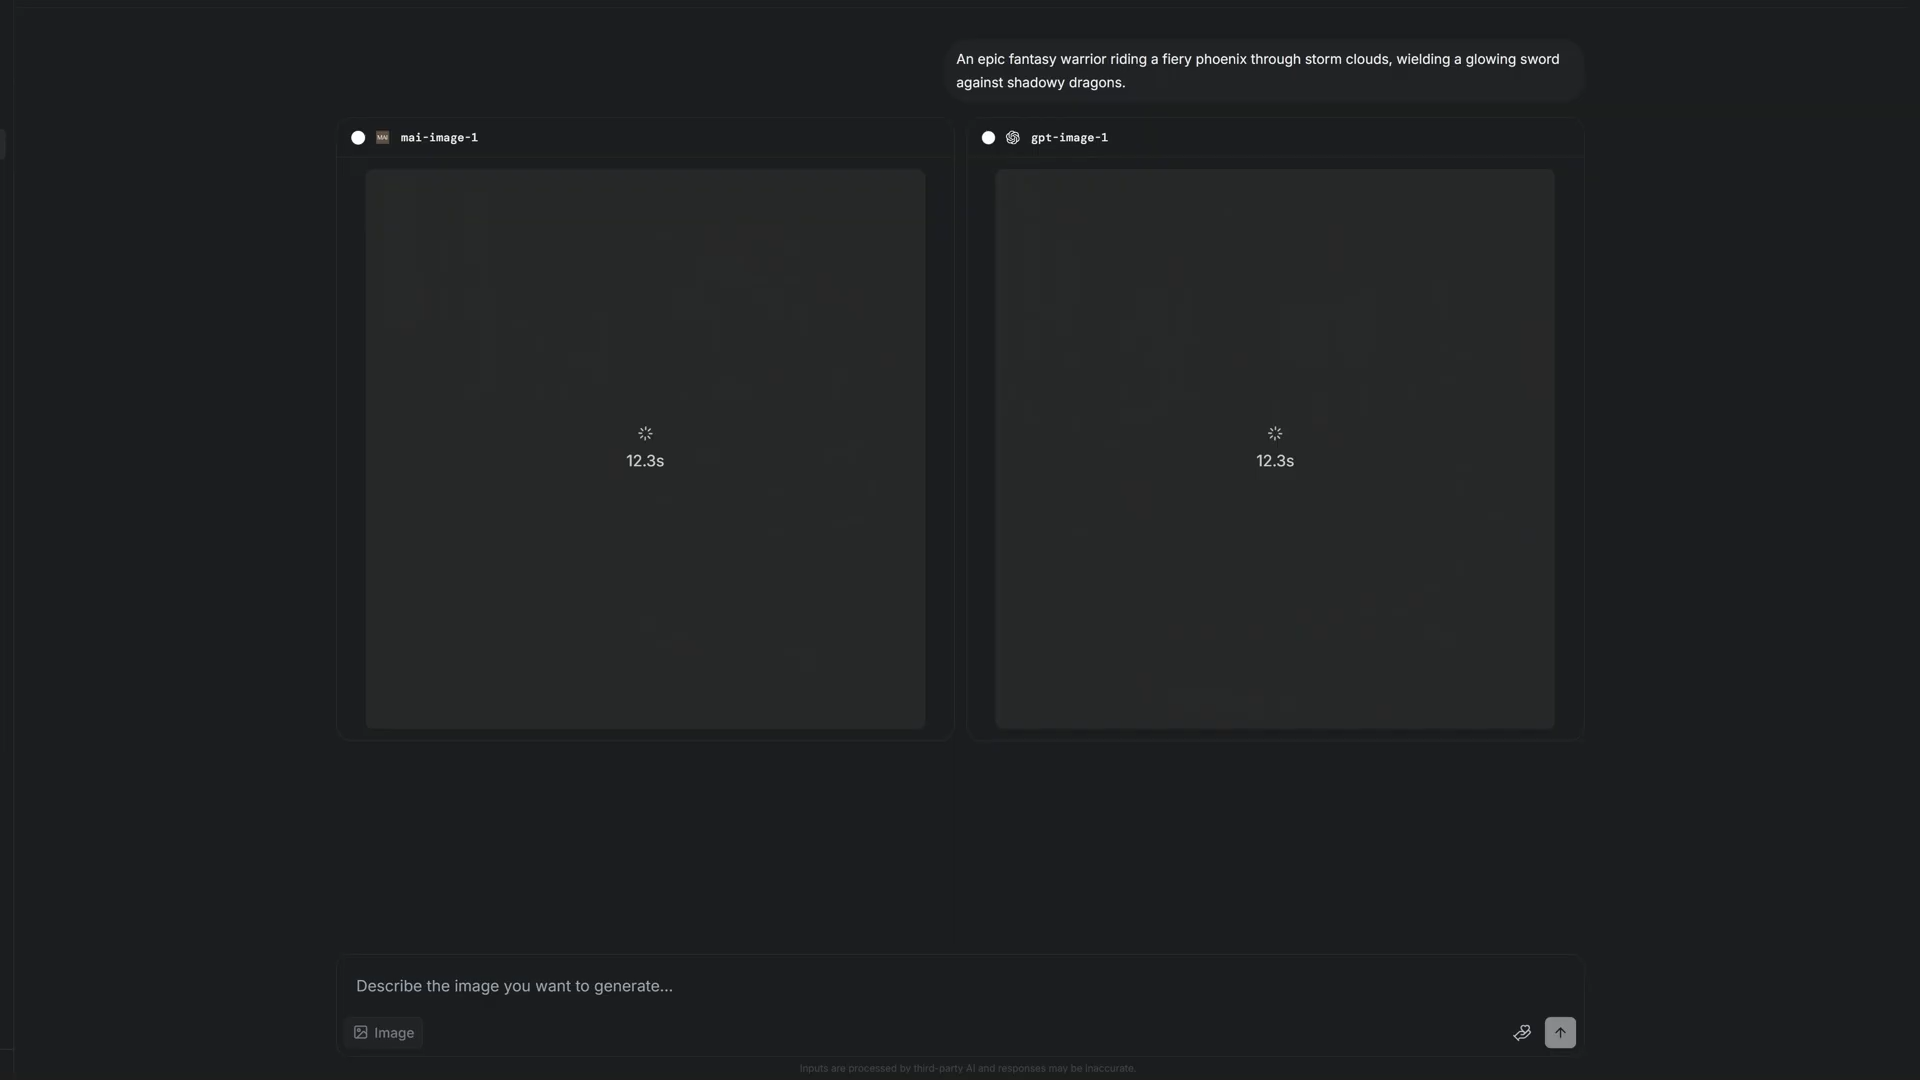 An epic fantasy warrior riding a fiery phoenix through storm clouds, wielding a glowing sword
against shadowy dragons.
MAI
mai-image-1
gpt-image-1
12.3s
12.3s
Describe the image you want to generate...
Image
Inputs are processed by third-party AI and responses may be inaccurate.